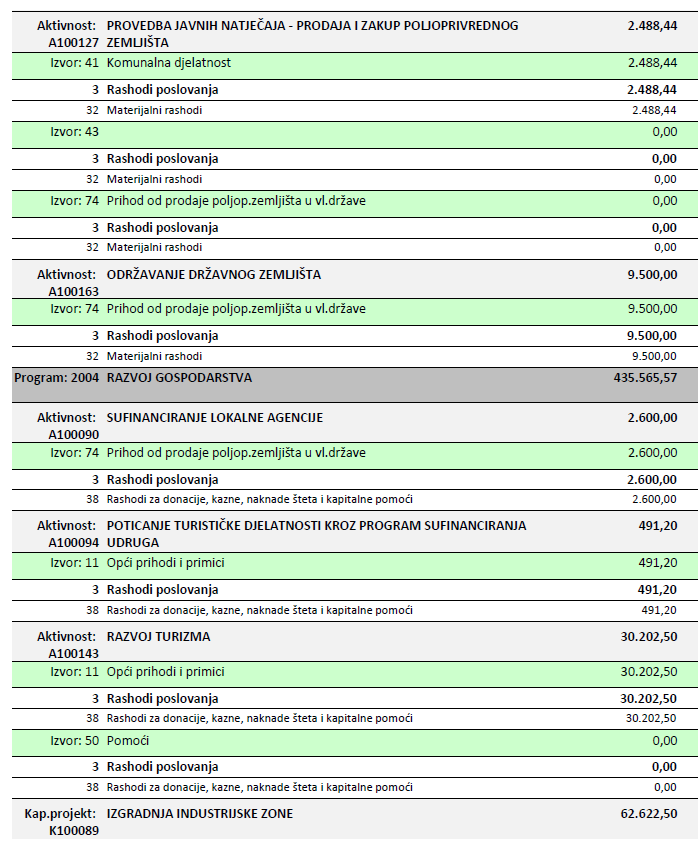 Aktivnost: PROVEDBA JAVNIH NATJEČAJA - PRODAJA I ZAKUP POLJOPRIVREDNOG 2.488,44
A100127 ZEMLJIŠTA
Izvor: 41 Komunalna djelatnost 2.488,44
3 Rashodi poslovanja 2.488,44
32 Materijalni rashodi 2.488,44
Izvor: 43 0,00
3 Rashodi poslovanja 0,00
32 Materijalni rashodi 0,00
Izvor: 74 Prihod od prodaje poljop.zemljišta u vl.države 0,00
3 Rashodi poslovanja 0,00
32 Materijalni rashodi 0,00
Aktivnost: ODRŽAVANJE DRŽAVNOG ZEMLJIŠTA 9.500,00
A100163
Izvor: 74 Prihod od prodaje poljop.zemljišta u vl.države 9.500,00
3 Rashodi poslovanja 9.500,00
32 Materijalni rashodi 9.500,00
Program: 2004 RAZVOJ GOSPODARSTVA 435.565,57
Aktivnost: SUFINANCIRANJE LOKALNE AGENCIJE 2.600,00
A100090
Izvor: 74 Prihod od prodaje poljop.zemljišta u vl.države 2.600,00
3 Rashodi poslovanja 2.600,00
38 Rashodi za donacije, kazne, naknade šteta i kapitalne pomoći 2.600,00
Aktivnost: POTICANJE TURISTIČKE DJELATNOSTI KROZ PROGRAM SUFINANCIRANJA 491,20
A100094 UDRUGA
Izvor: 11 Opći prihodi i primici 491,20
3 Rashodi poslovanja 491,20
38 Rashodi za donacije, kazne, naknade šteta i kapitalne pomoći 491,20
Aktivnost: RAZVOJ TURIZMA 30.202,50
A100143
Izvor: 11 Opći prihodi i primici 30.202,50
3 Rashodi poslovanja 30.202,50
38 Rashodi za donacije, kazne, naknade šteta i kapitalne pomoći 30.202,50
Izvor: 50 Pomoći 0,00
3 Rashodi poslovanja 0,00
38 Rashodi za donacije, kazne, naknade šteta i kapitalne pomoći 0,00
Kap.projekt: IZGRADNJA INDUSTRIJSKE ZONE 62.622,50
K100089